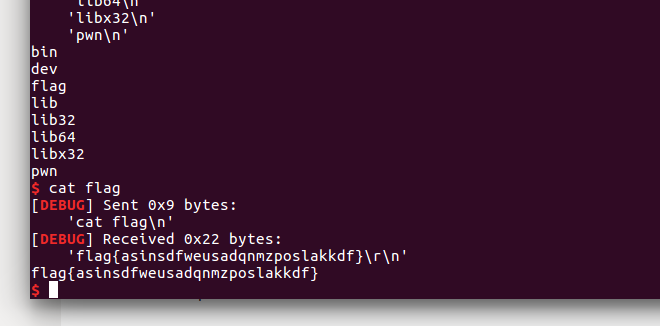 'lib64\n'
'libx32\n'
'pwn\n'
bin
dev
flag
lib
lib32
lib64
libx32
pwn
$ cat flag
[DEBUG] Sent 0x9 bytes:
'cat flag\n'
[DEBUG] Received 0x22 bytes:
'flag{asinsdfweusadqnmzposlakkdf}\r\n'
flag{asinsdfweusadqnmzposlakkdf}
$